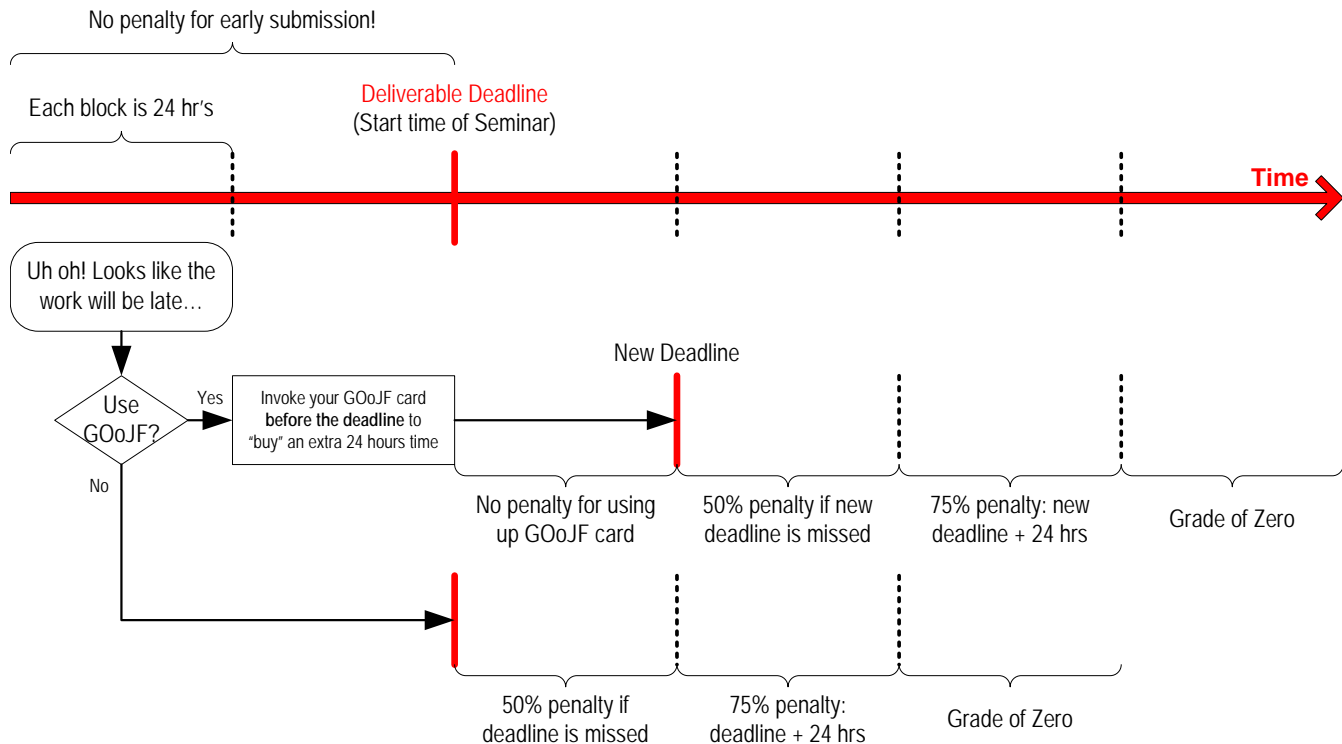 No penalty for early submission!
Each block is 24 hr's
Deliverable Deadline
(Start time of Seminar)
Time
Uh oh! Looks like the
work will be late…
Use
GOoJF?
Yes
No
Invoke your GOoJF card
before the deadline to
“buy” an extra 24 hours time
New Deadline
No penalty for using
up GOoJF card
50% penalty if new
deadline is missed
75% penalty: new
deadline + 24 hrs
Grade of Zero
50% penalty if
deadline is missed
75% penalty:
deadline + 24 hrs
Grade of Zero